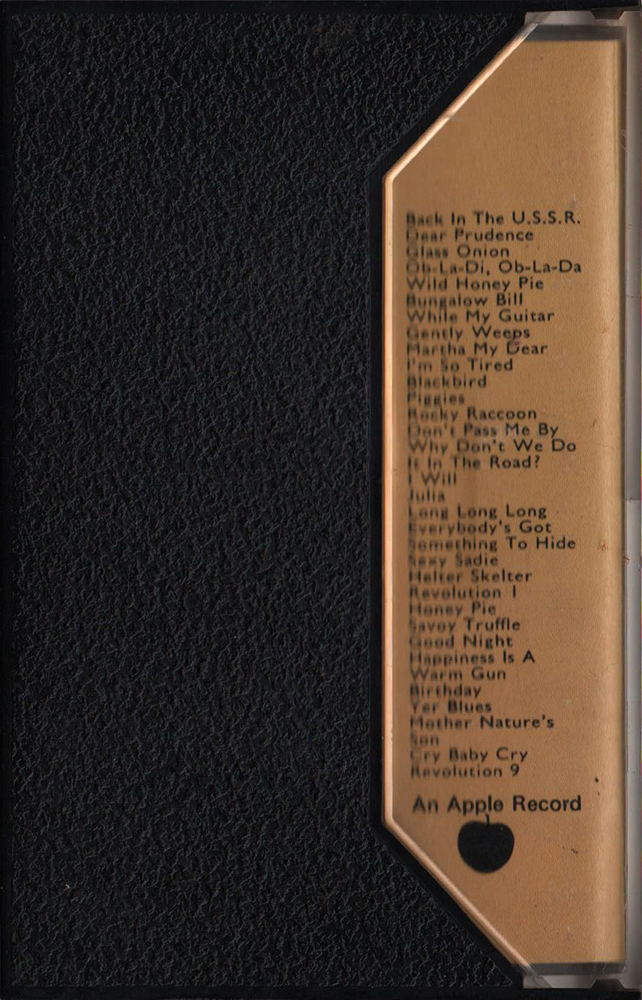 Back In The U.S.S.R.
Dear Prudence
Glass Onion
Ob-La-Di, Ob-La-Da
Wild Honey Pie
Bungalow Bill
While My Guitar
Gently Weeps
Martha My Dear
I'm So Tired
Blackbird
Piggies
Rocky Raccoon
Don't Pass Me By
Why Don't We Do
It In The Road?
I Will
Julia
Long Long Long
Everybody's Got
Something To Hide
Sexy Sadie
Helter Skelter
Revolution 1
Honey Pie
Savoy Truffle
Good Night
Happiness Is A
Warm Gun
Birthday
Yer Blues
Mother Nature's
Son
Cry Baby Cry
Revolution 9
An Apple Record